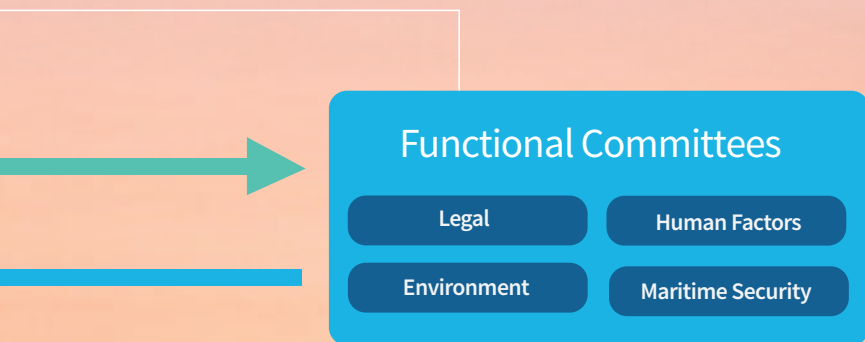 Functional Committees
Legal
Human Factors
Environment
Maritime Security